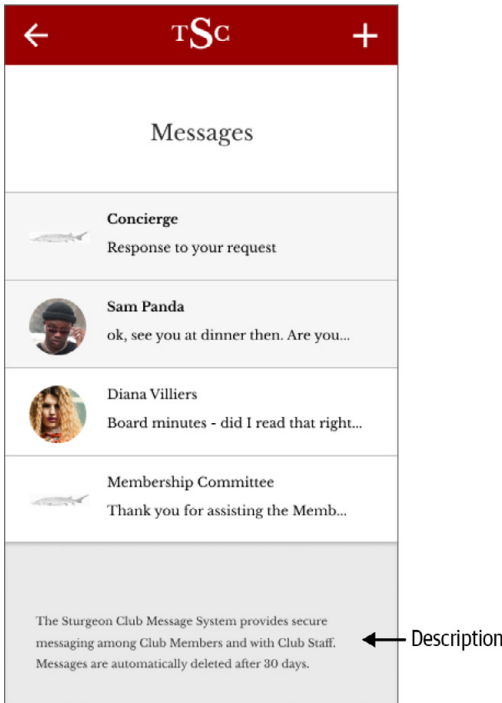 TSC
Messages
Concierge
Response to your request
Sam Panda
ok, see you at dinner then. Are you...
Diana Villiers
Board minutes - did I read that right...
Membership Committee
Thank you for assisting the Memb...
The Sturgeon Club Message System provides secure
messaging among Club Members and with Club Staff.
Messages are automatically deleted after 30 days.
Description